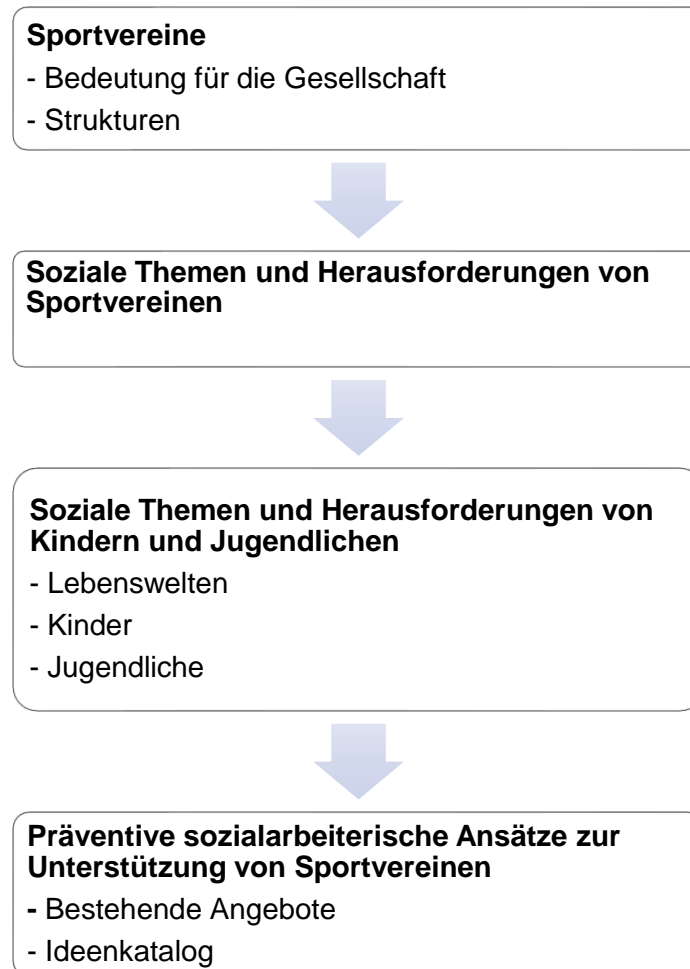 Sportvereine
- Bedeutung für die Gesellschaft
- Strukturen
Soziale Themen und Herausforderungen von
Sportvereinen
Soziale Themen und Herausforderungen von
Kindern und Jugendlichen
- Lebenswelten
- Kinder
- Jugendliche
Präventive sozialarbeiterische Ansätze zur
Unterstützung von Sportvereinen
- Bestehende Angebote
- Ideenkatalog